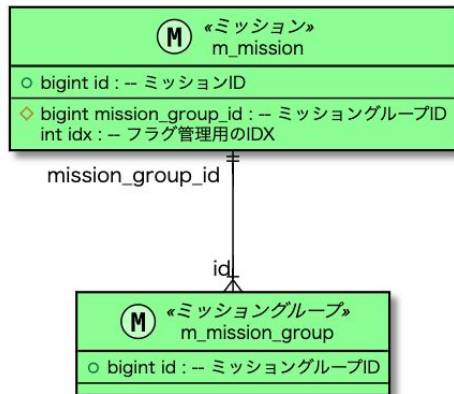 M «ミッション»
m_mission
bigint id : -- ミッションID
bigint mission_group_id : -- ミッショングループID
int idx : -- フラグ管理用のIDX
mission_group_id
id
M «ミッショングループ»
m_mission_group
bigint id : -- ミッショングループID